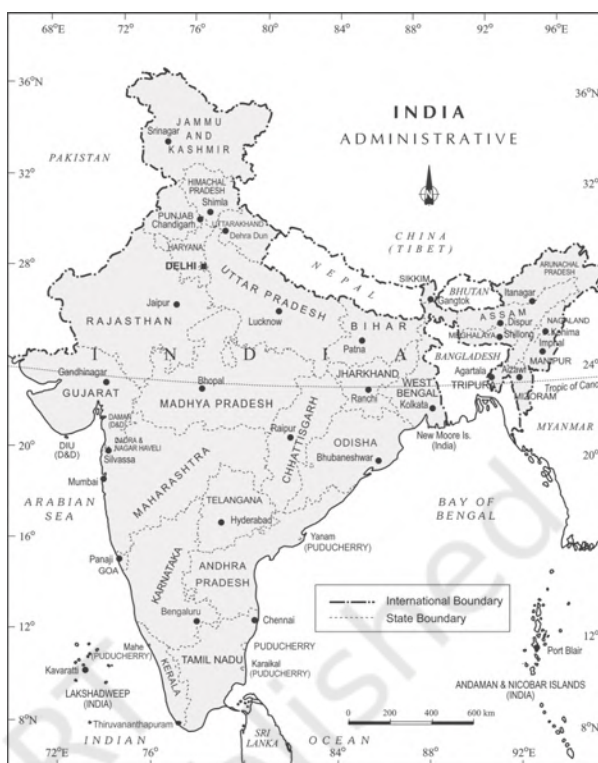 68°E 72° 76° 80° 84° 88° 92° 96°E
36°N
36°N
INDIA
ADMINISTRATIVE
N
JAMMU
AND
KASHMIR
Srinagar
PAKISTAN
32°
32°
HIMACHAL
PRADESH
Shimla
PUNJAB
Chandigarh
UTTARAKHAND
Dehra Dun
CHINA
(TIBET)
HARYANA
28°
28°
DELHI
NEPAL
SIKKIM
Gangtok
BHUTAN
ARUNACHAL
PRADESH
Itanagar
UTTAR PRADESH
Jaipur
RAJASTHAN
Lucknow
BIHAR
Patna
ASSAM
Dispur
NAGALAND
Kohima
MEGHALAYA
Shillong
Imphal
MANIPUR
INDIA
BANGLADESH
24°
24°
Gandhinagar
GUJARAT
Bhopal
MADHYA PRADESH
JHARKHAND
Ranchi
WEST
BENGAL
Kolkata
Agartala
TRIPURA
Aizawl
MIZORAM
Tropic of Canc
MYANMAR
DAMAN
(D&D)
DIU
(D&D)
DADRA &
NAGAR HAVELI
Silvassa
20°
20°
Raipur
CHHATTISGARH
ODISHA
Bhubaneshwar
New Moore Is.
(India)
Mumbai
MAHARASHTRA
ARABIAN
SEA
TELANGANA
Hyderabad
BAY OF
BENGAL
16°
16°
Yanam
(PUDUCHERRY)
Panaji
GOA
KARNATAKA
ANDHRA
PRADESH
International Boundary
State Boundary
Bengaluru
Chennai
12°
12°
Mahe
(PUDUCHERRY)
PUDUCHERRY
TAMIL NADU
Karaikal
(PUDUCHERRY)
Port Blair
Kavaratti
LAKSHADWEEP
(INDIA)
KERALA
ANDAMAN & NICOBAR ISLANDS
(INDIA)
0 200 400 600 km
8°N
8°N
Thiruvananthapuram
SRI
LANKA
INDIAN OCEAN
72°E 76° 80° 84° 88° 92°E